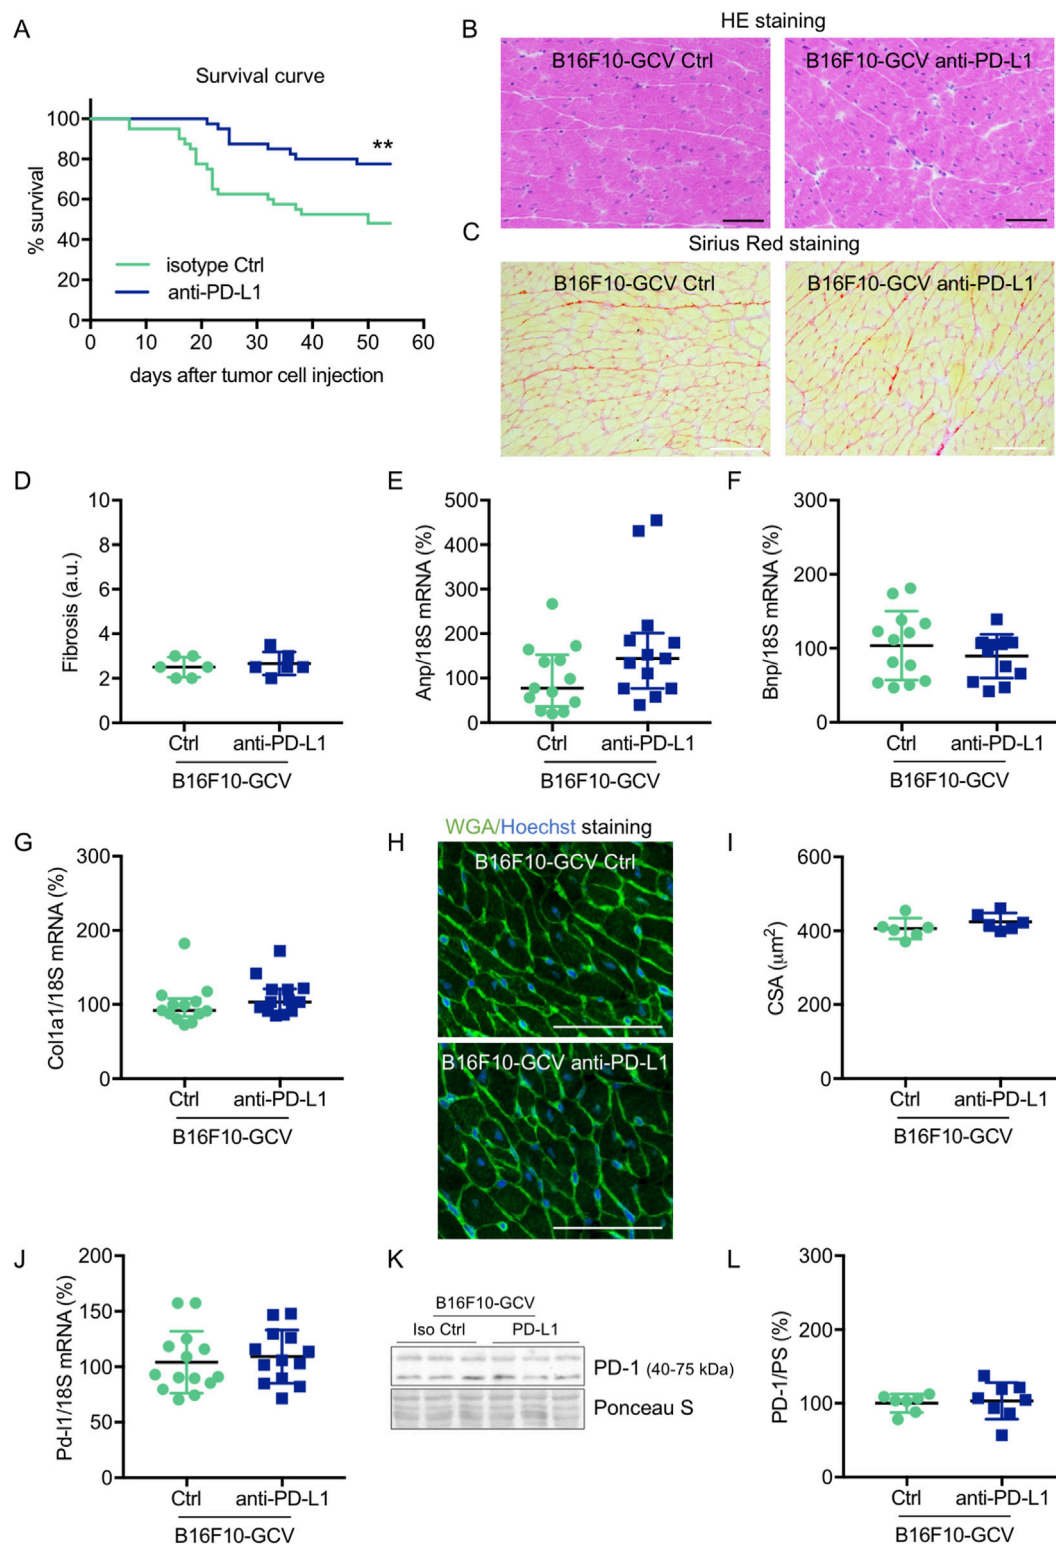 A
Survival curve
% survival
100
80
60
40
20
0
isotype Ctrl
anti-PD-L1
**
0 10 20 30 40 50 60
days after tumor cell injection
HE staining
B
B16F10-GCV Ctrl
B16F10-GCV anti-PD-L1
C
Sirius Red staining
B16F10-GCV Ctrl
B16F10-GCV anti-PD-L1
D
Fibrosis (a.u.)
10
8
6
4
2
0
Ctrl anti-PD-L1
B16F10-GCV
E
Anp/18S mRNA (%)
500
400
300
200
100
0
Ctrl anti-PD-L1
B16F10-GCV
F
Bnp/18S mRNA (%)
300
200
100
0
Ctrl anti-PD-L1
B16F10-GCV
G
Col1a1/18S mRNA (%)
300
200
100
0
Ctrl anti-PD-L1
B16F10-GCV
H
WGA/Hoechst staining
B16F10-GCV Ctrl
B16F10-GCV anti-PD-L1
I
CSA (μm²)
600
400
200
0
Ctrl anti-PD-L1
B16F10-GCV
J
Pd-l1/18S mRNA (%)
200
150
100
50
0
Ctrl anti-PD-L1
B16F10-GCV
K
B16F10-GCV
Iso Ctrl PD-L1
PD-1 (40-75 kDa)
Ponceau S
L
PD-1/PS (%)
300
200
100
0
Ctrl anti-PD-L1
B16F10-GCV